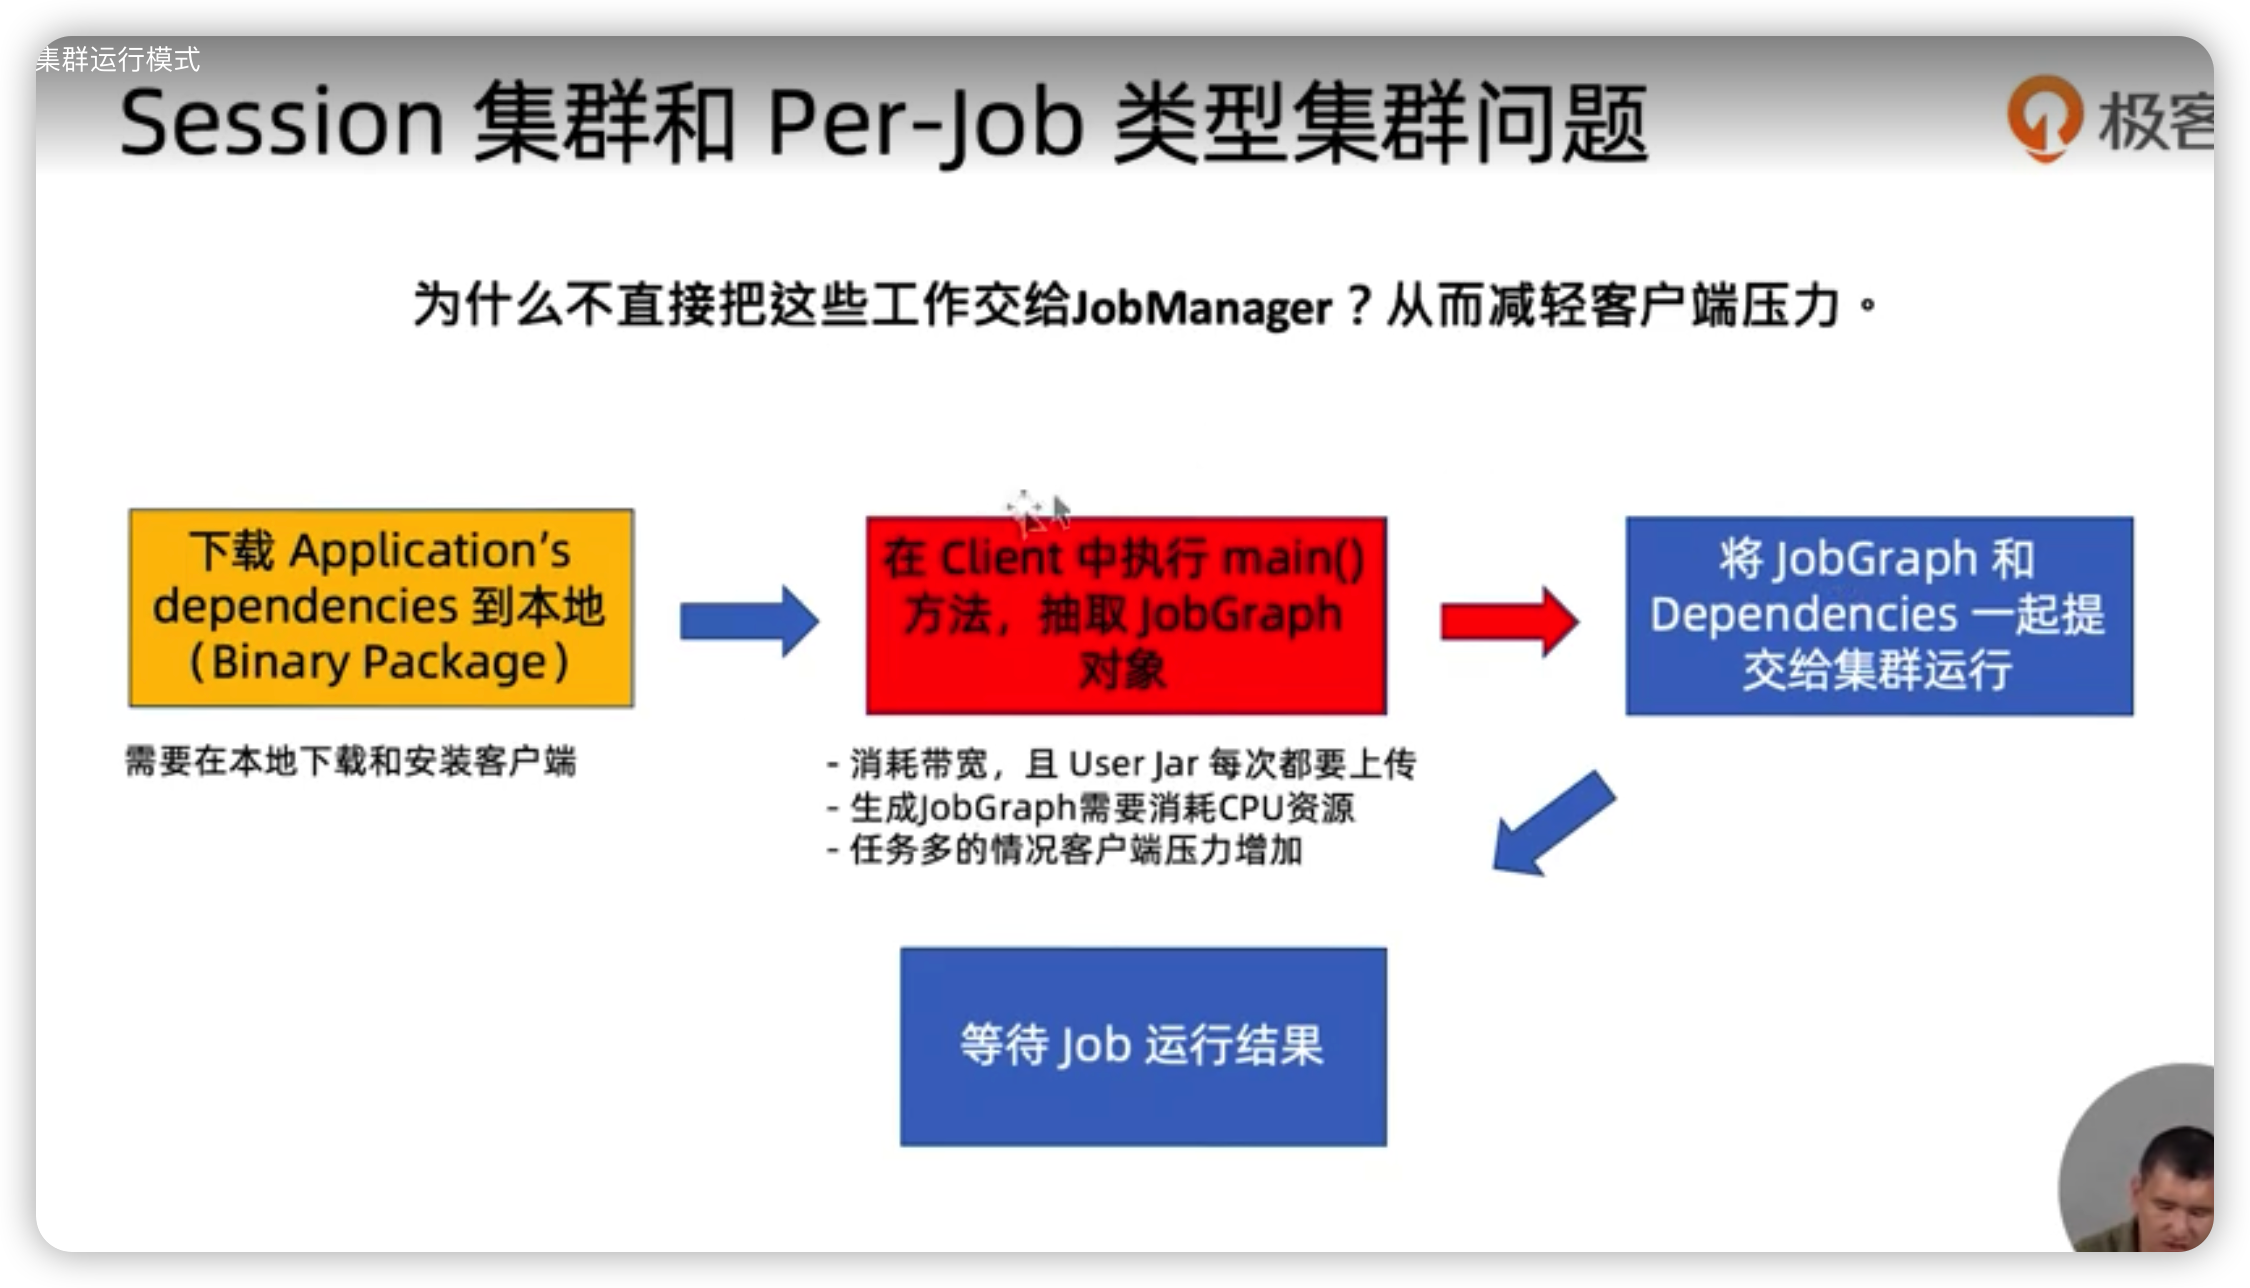 集群运行模式
Session 集群和 Per-Job 类型集群问题
极客
为什么不直接把这些工作交给JobManager？从而减轻客户端压力。
下载 Application’s
dependencies 到本地
（Binary Package）
在 Client 中执行 main()
方法，抽取 JobGraph
对象
将 JobGraph 和
Dependencies 一起提
交给集群运行
需要在本地下载和安装客户端
- 消耗带宽，且 User Jar 每次都要上传
- 生成JobGraph需要消耗CPU资源
- 任务多的情况客户端压力增加
等待 Job 运行结果